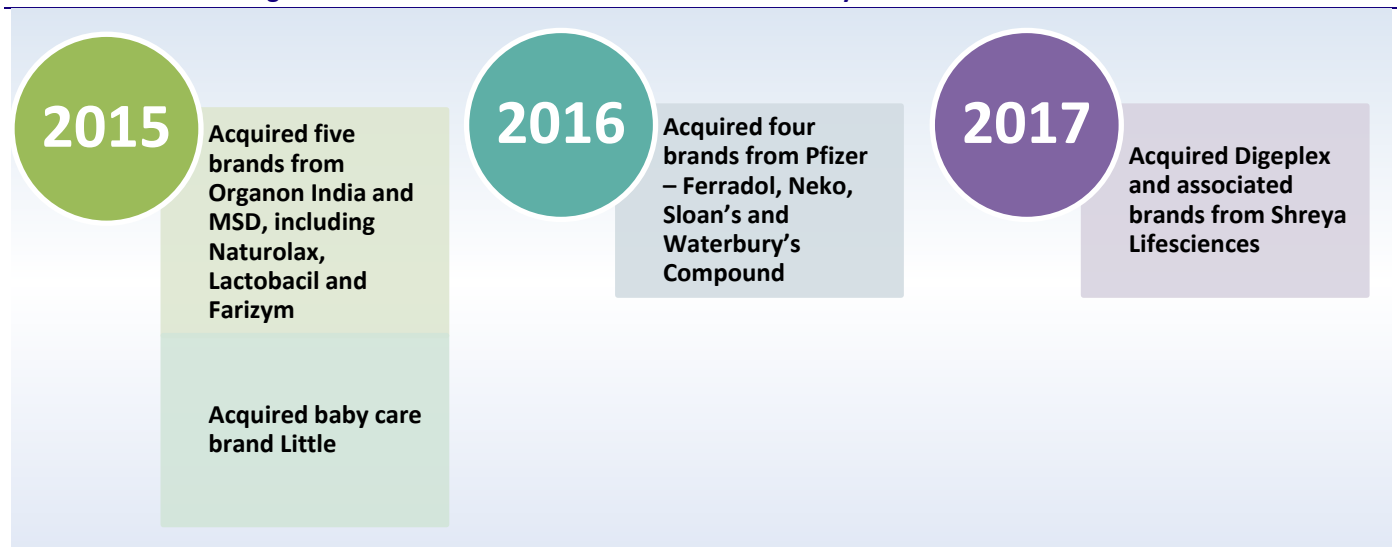 2015
Acquired five
brands from
Organon India and
MSD, including
Naturolax,
Lactobacil and
Farizym
Acquired baby care
brand Little
2016
Acquired four
brands from Pfizer
– Ferradol, Neko,
Sloan’s and
Waterbury’s
Compound
2017
Acquired Digeplex
and associated
brands from Shreya
Lifesciences